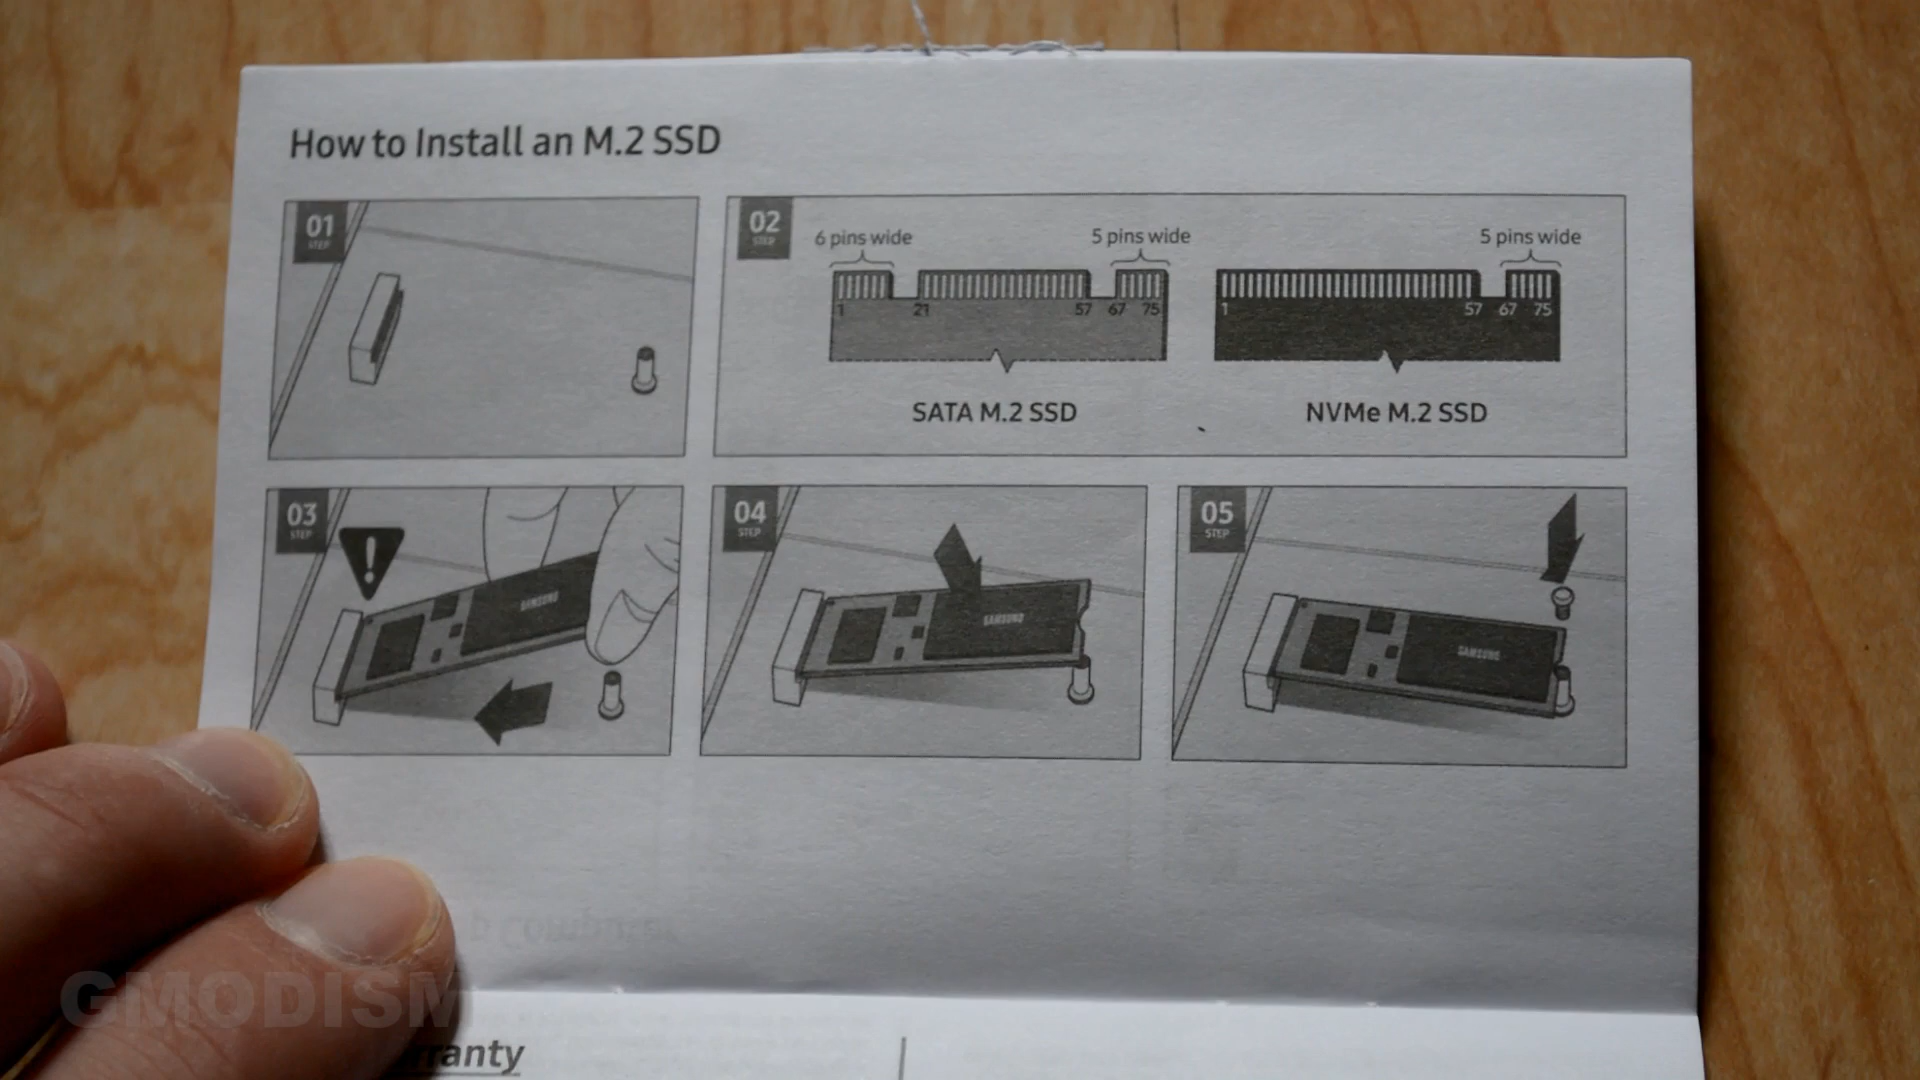 How to Install an M.2 SSD
01
STEP
02
STEP
6 pins wide
5 pins wide
5 pins wide
1
21
57
67
75
1
57
67
75
SATA M.2 SSD
NVMe M.2 SSD
03
STEP
!
SAMSUNG
04
STEP
SAMSUNG
05
STEP
SAMSUNG
GMODISM